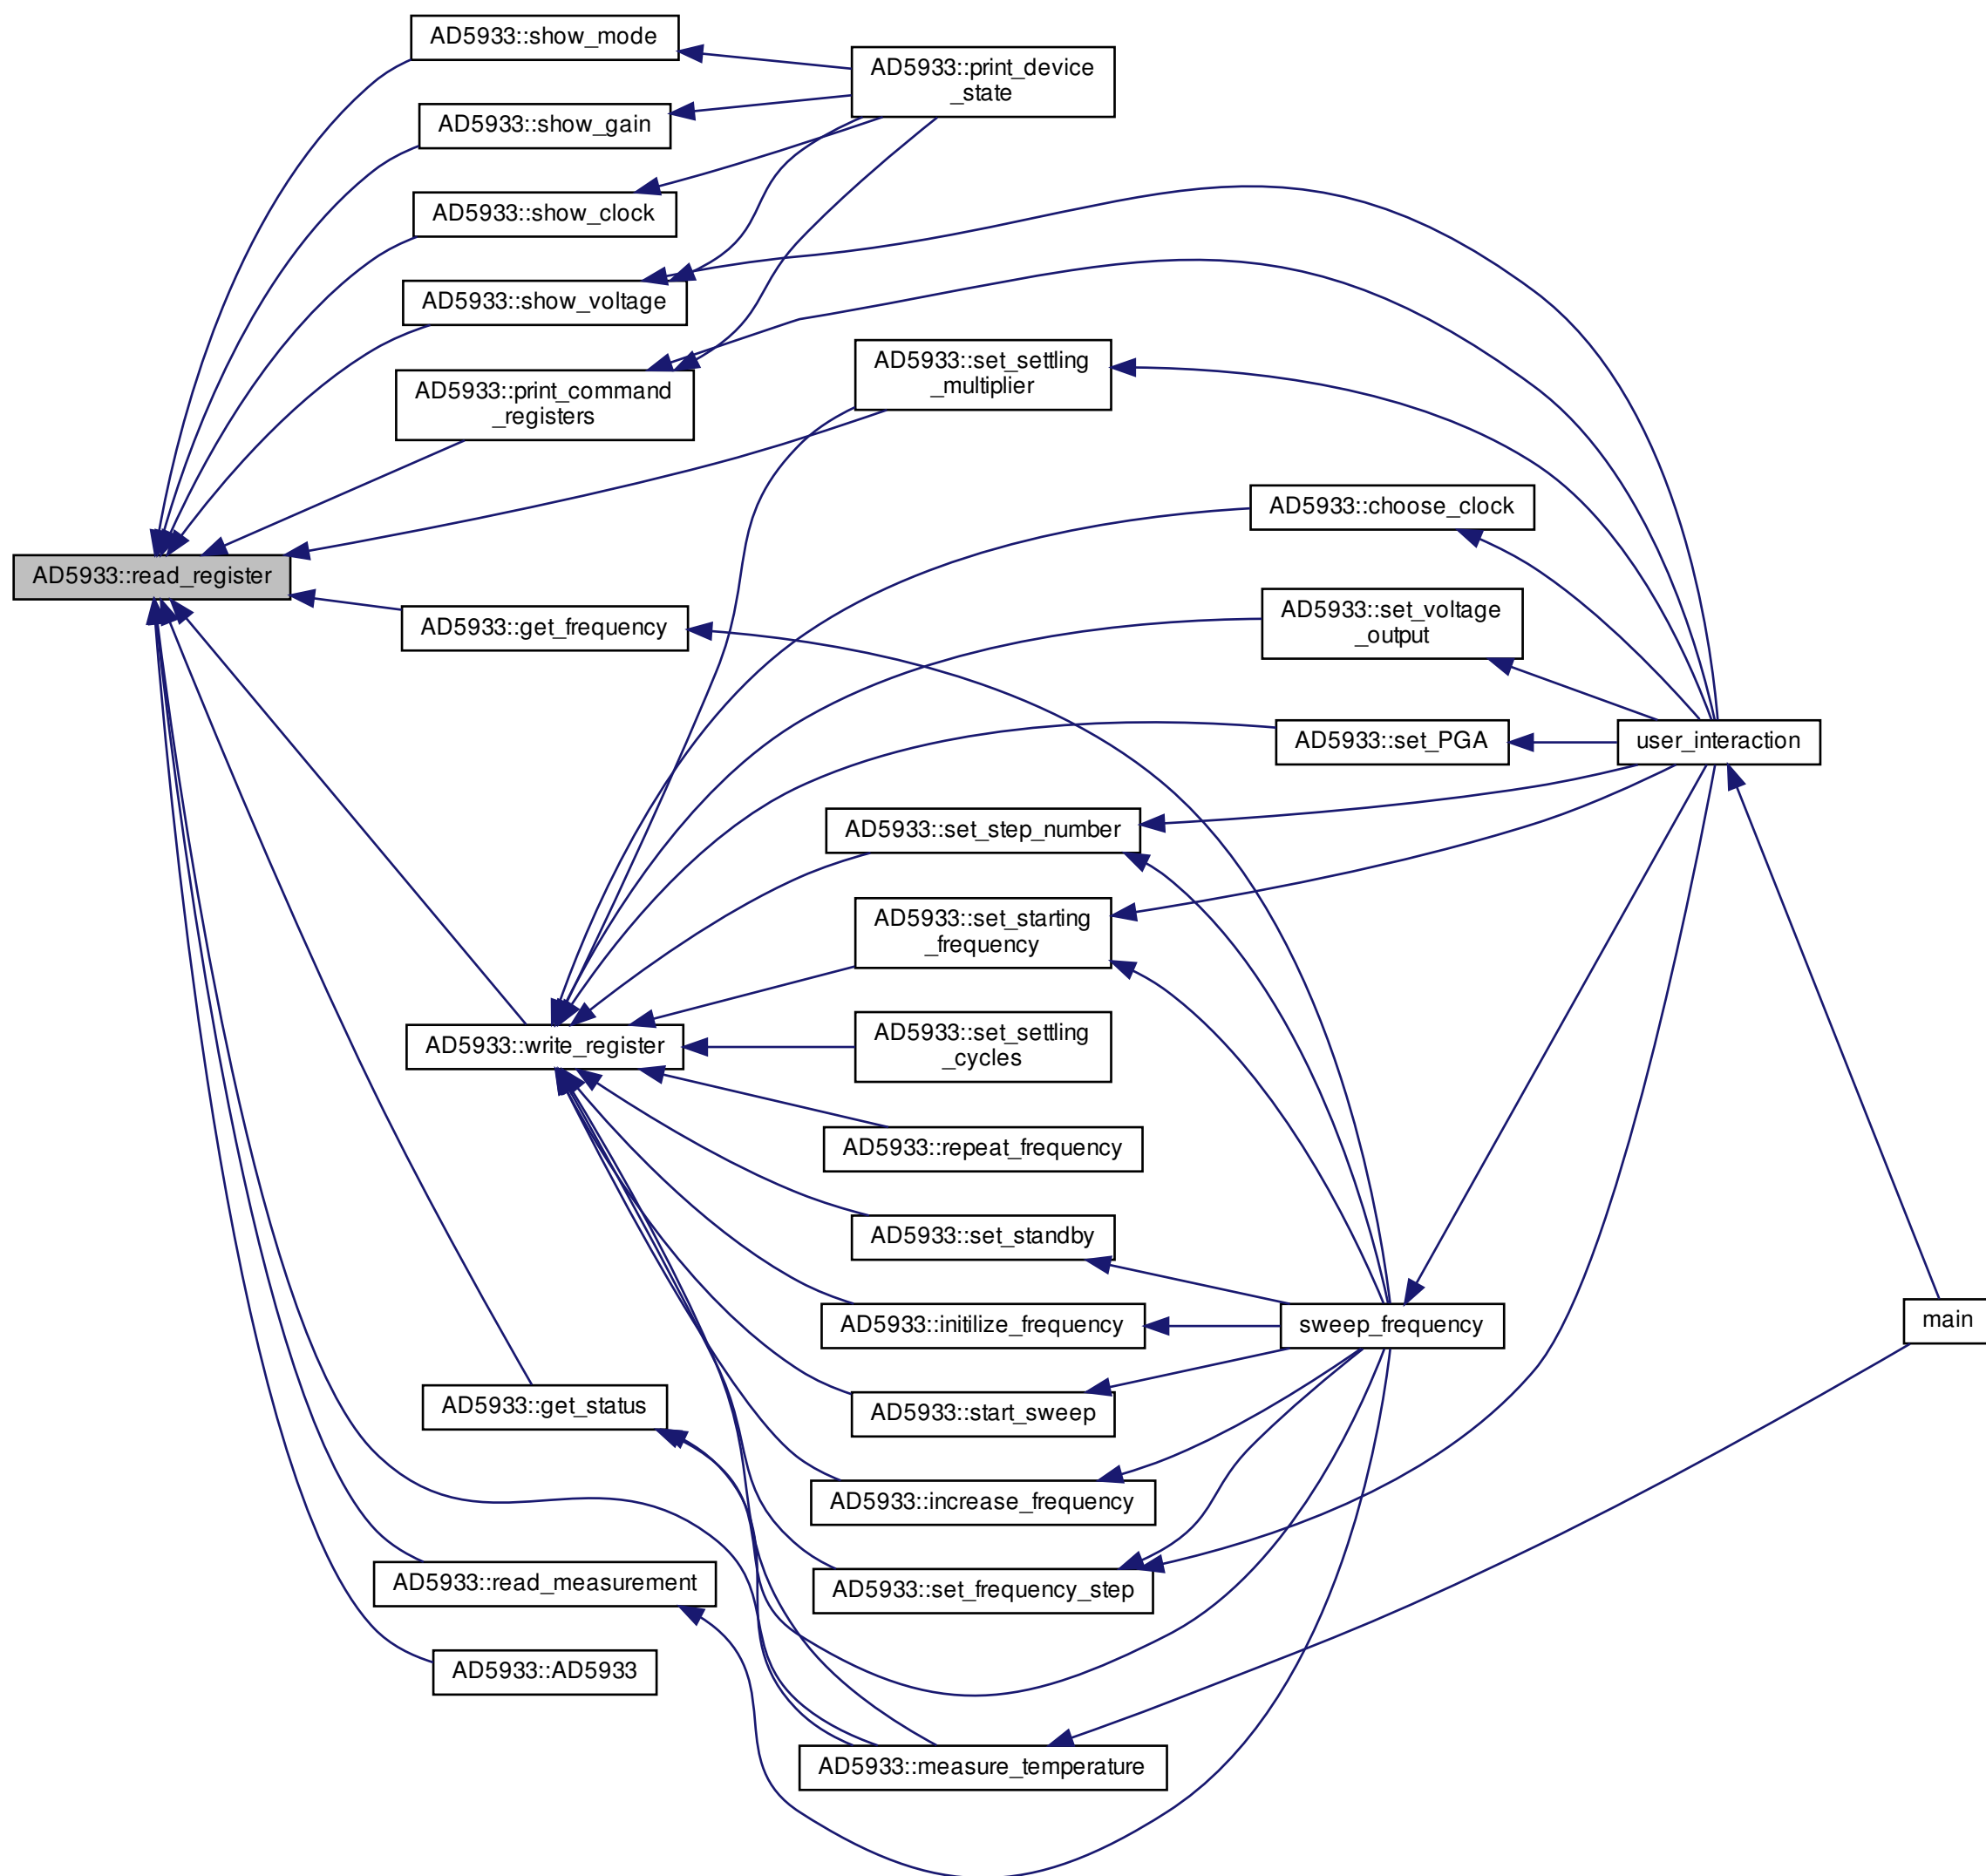 AD5933::show_mode
AD5933::print_device
_state
AD5933::show_gain
AD5933::show_clock
AD5933::show_voltage
AD5933::print_command
_registers
AD5933::set_settling
_multiplier
AD5933::choose_clock
AD5933::read_register
AD5933::get_frequency
AD5933::set_voltage
_output
AD5933::set_PGA
user_interaction
AD5933::set_step_number
AD5933::set_starting
_frequency
AD5933::write_register
AD5933::set_settling
_cycles
AD5933::repeat_frequency
AD5933::set_standby
AD5933::initilize_frequency
sweep_frequency
main
AD5933::get_status
AD5933::start_sweep
AD5933::increase_frequency
AD5933::read_measurement
AD5933::set_frequency_step
AD5933::AD5933
AD5933::measure_temperature